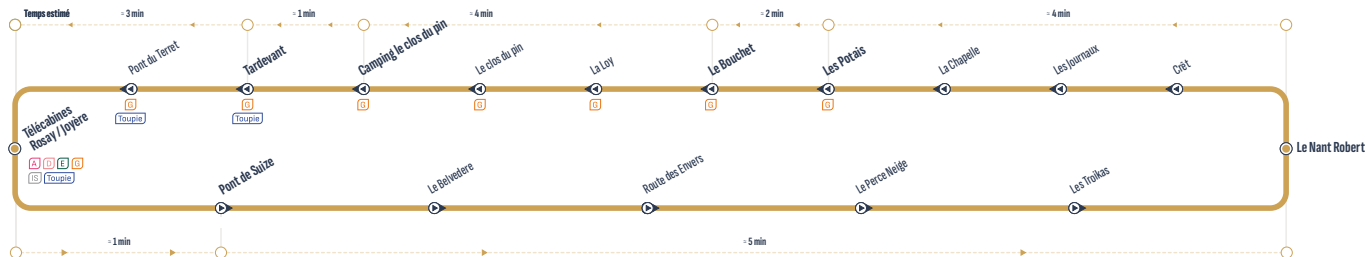 Temps estimé
≈ 3 min
≈ 1 min
≈ 4 min
≈ 2 min
≈ 4 min
Pont du Terret
Tardevant
Camping le clos du pin
Le clos du pin
La Loy
Le Bouchet
Les Potais
La Chapelle
Les Journaux
Crêt
G
G
G
G
G
G
G
Toupie
Toupie
Télécabines
Rosay / Joyère
A D E G
IS Toupie
Le Nant Robert
Pont de Suize
Le Belvedere
Route des Envers
Le Perce Neige
Les Troikas
≈ 1 min
≈ 5 min